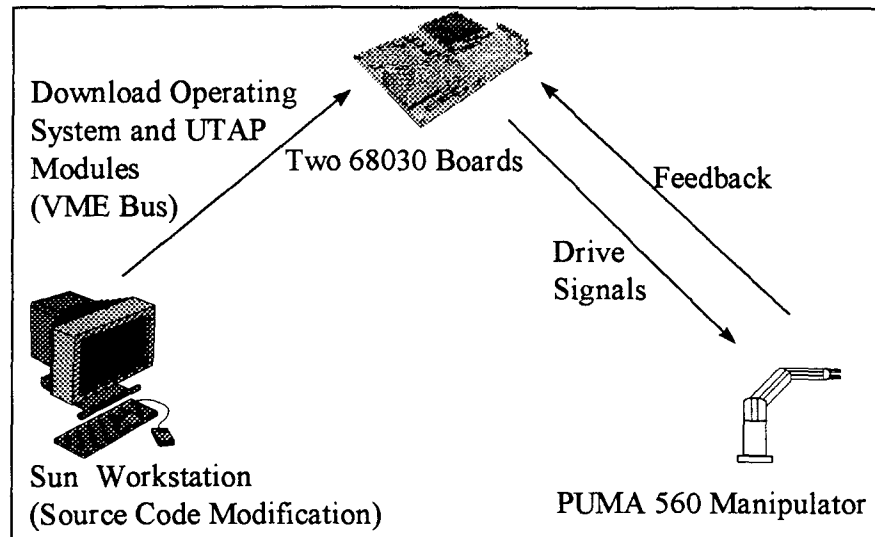 Download Operating
System and UTAP
Modules
(VME Bus)
Two 68030 Boards
Feedback
Drive
Signals
Sun Workstation
(Source Code Modification)
PUMA 560 Manipulator